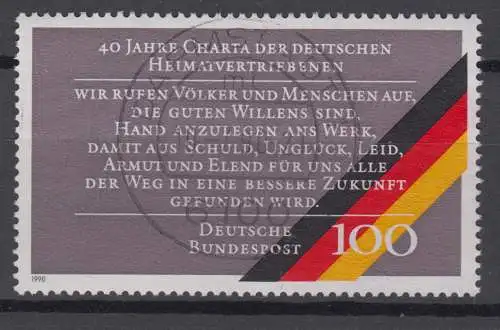 40 JAHRE CHARTA DER DEUTSCHEN
HEIMATVERTRIEBENEN
WIR RUFEN VÖLKER UND MENSCHEN AUF,
DIE GUTEN WILLENS SIND,
HAND ANZULEGEN ANS WERK,
DAMIT AUS SCHULD, UNGLÜCK, LEID,
ARMUT UND ELEND FÜR UNS ALLE
DER WEG IN EINE BESSERE ZUKUNFT
GEFUNDEN WIRD.
DEUTSCHE
BUNDESPOST 100
1990